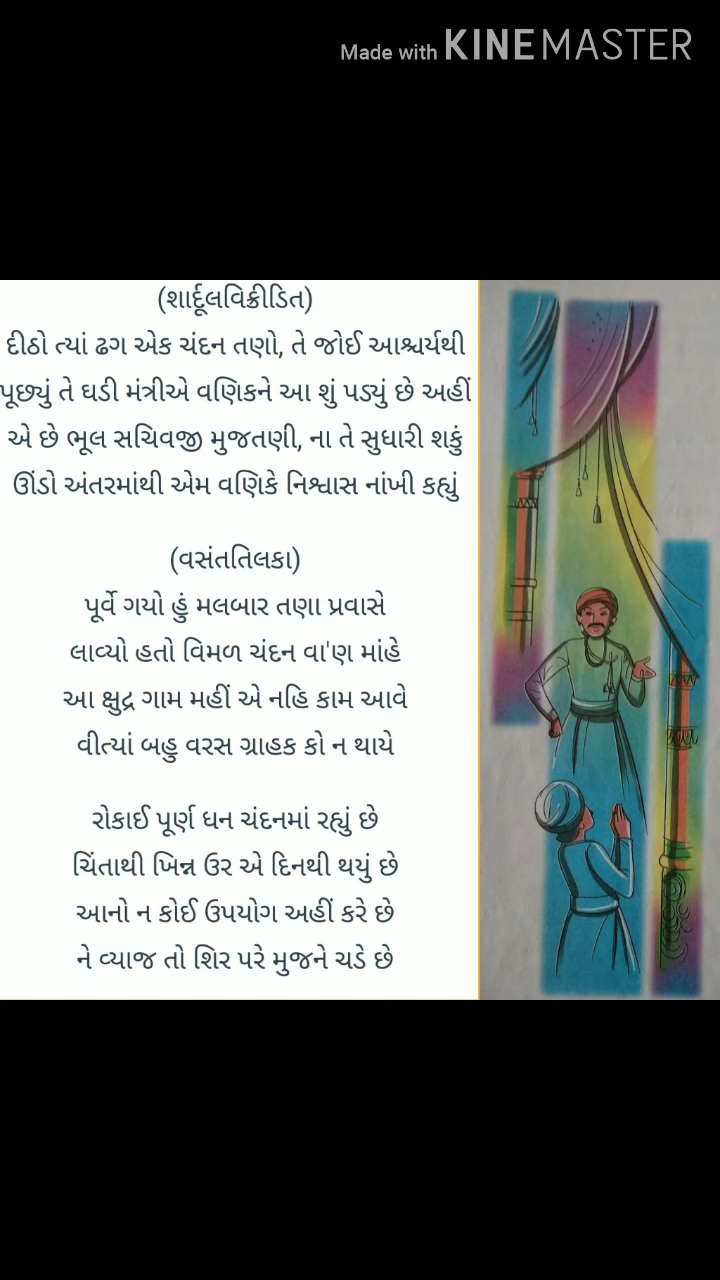 Made with KINEMASTER
(શાર્દૂલવિક્રીડિત)
દીઠો ત્યાં ઢગ એક ચંદન તણો, તે જોઈ આશ્ચર્યથી
પૂછ્યું તે ઘડી મંત્રીએ વણિકને આ શું પડ્યું છે અહીં
એ છે ભૂલ સચિવજી મુજતણી, ના તે સુધારી શકું
ઊંડો અંતરમાંથી એમ વણિકે નિશ્વાસ નાંખી કહ્યું
(વસંતતિલકા)
પૂર્વે ગયો હું મલબાર તણા પ્રવાસે
લાવ્યો હતો વિમળ ચંદન વા'ણ માંહે
આ ક્ષુદ્ર ગામ મહીં એ નહિ કામ આવે
વીત્યાં બહુ વરસ ગ્રાહક કો ન થાયે
રોકાઈ પૂર્ણ ધન ચંદનમાં રહ્યું છે
ચિંતાથી ખિન્ન ઉર એ દિનથી થયું છે
આનો ન કોઈ ઉપયોગ અહીં કરે છે
ને વ્યાજ તો શિર પરે મુજને ચડે છે